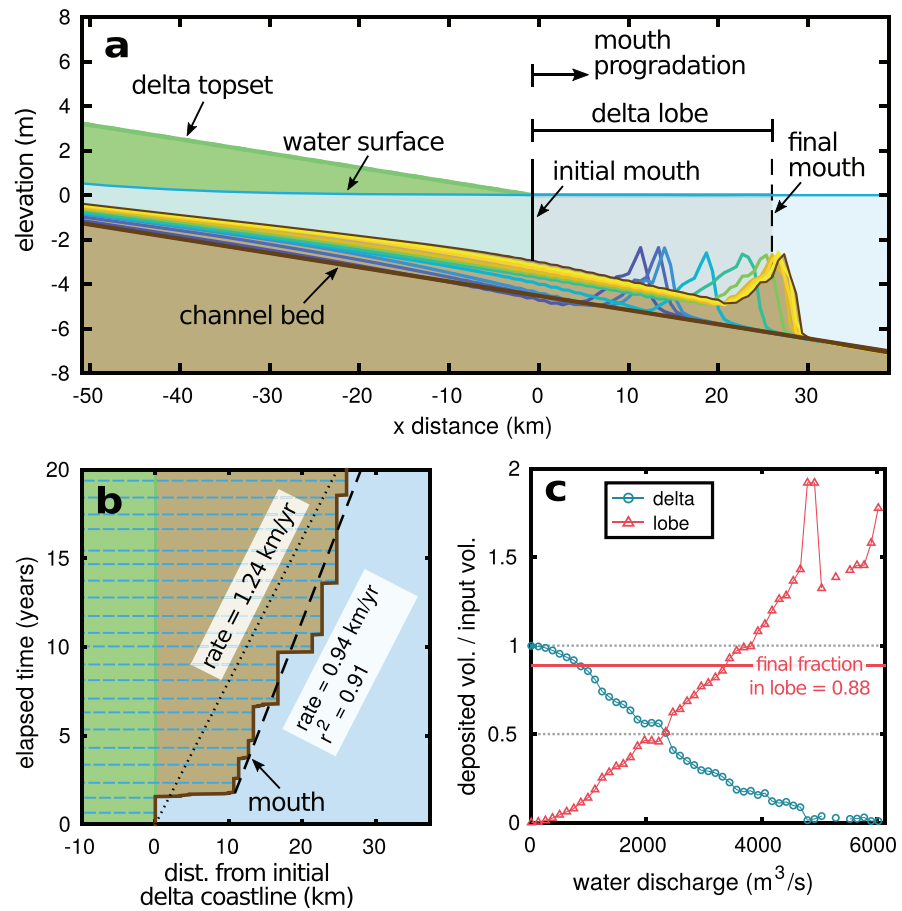 a
8
6
4
2
0
-2
-4
-6
-8
elevation (m)
delta topset
water surface
channel bed
mouth
progradation
delta lobe
initial mouth
final
mouth
-50
-40
-30
-20
-10
0
10
20
30
x distance (km)
b
20
15
10
5
0
elapsed time (years)
rate = 1.24 km/yr
rate = 0.94 km/yr
r² = 0.91
mouth
-10
0
10
20
30
dist. from initial
delta coastline (km)
c
2
1.5
1
0.5
0
deposited vol. / input vol.
delta
lobe
final fraction
in lobe = 0.88
0
2000
4000
6000
water discharge (m³/s)